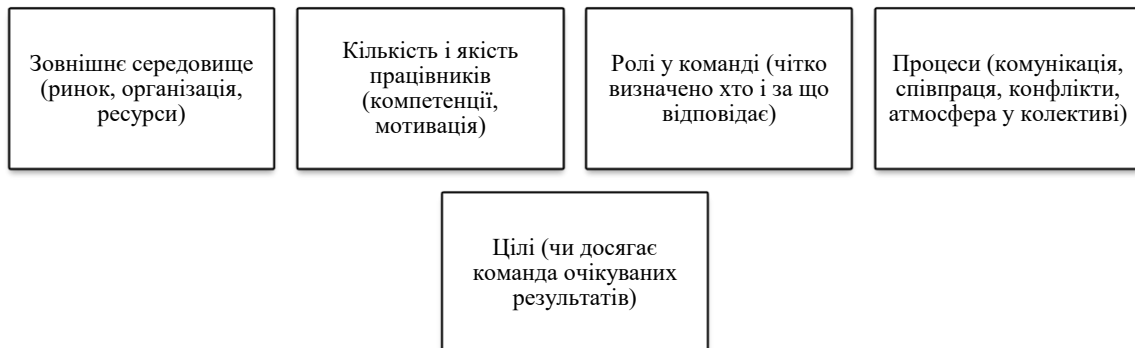 Зовнішнє середовище
(ринок, організація,
ресурси)
Кількість і якість
працівників
(компетенції,
мотивація)
Ролі у команді (чітко
визначено хто і за що
відповідає)
Процеси (комунікація,
співпраця, конфлікти,
атмосфера у колективі)
Цілі (чи досягає
команда очікуваних
результатів)